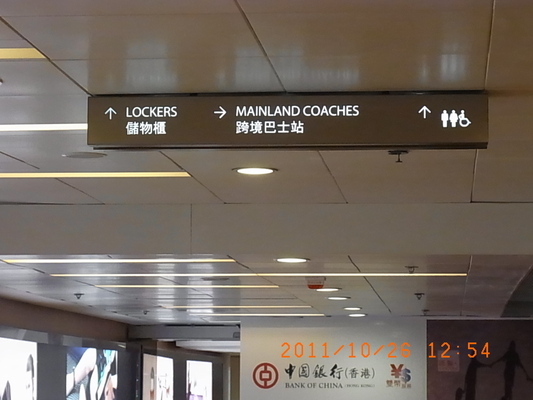 LOCKERS
儲物櫃
MAINLAND COACHES
跨境巴士站
2011/10/26 12:54
中國銀行(香港)
BANK OF CHINA (HONG KONG)